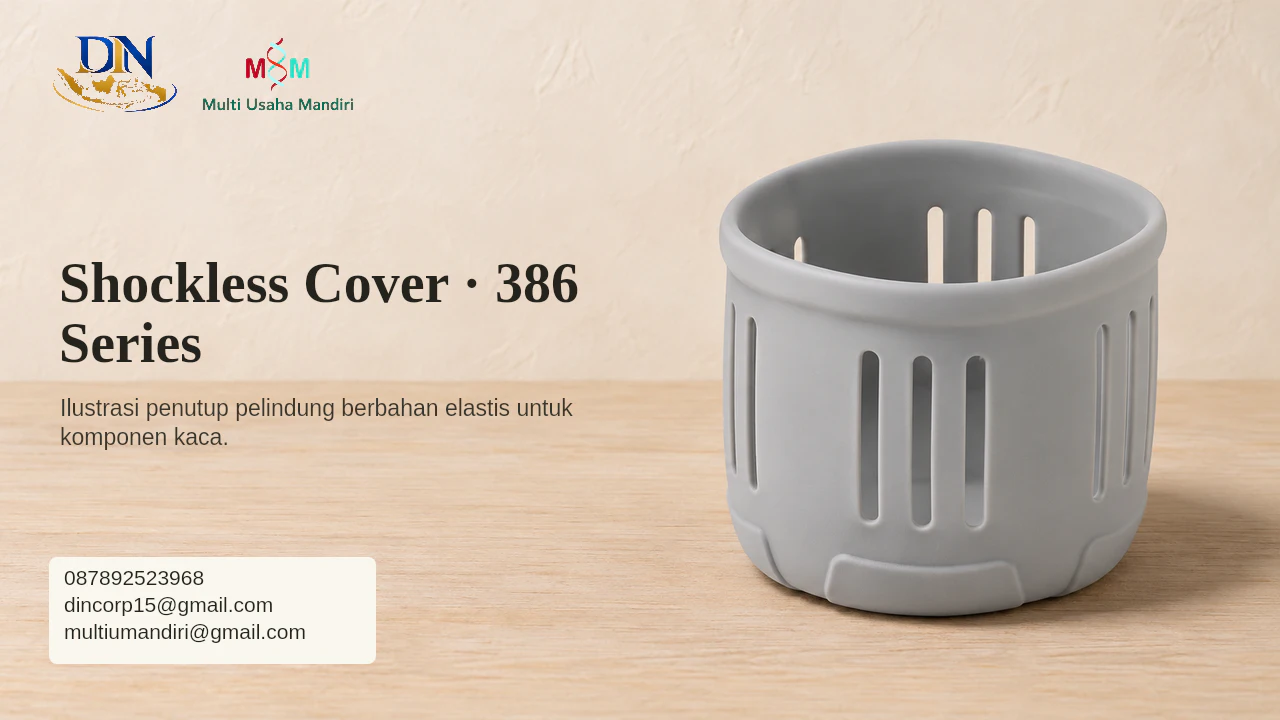 DIN
MSM
Multi Usaha Mandiri
Shockless Cover · 386
Series
Ilustrasi penutup pelindung berbahan elastis untuk
komponen kaca.
087892523968
dincorp15@gmail.com
multiumandiri@gmail.com